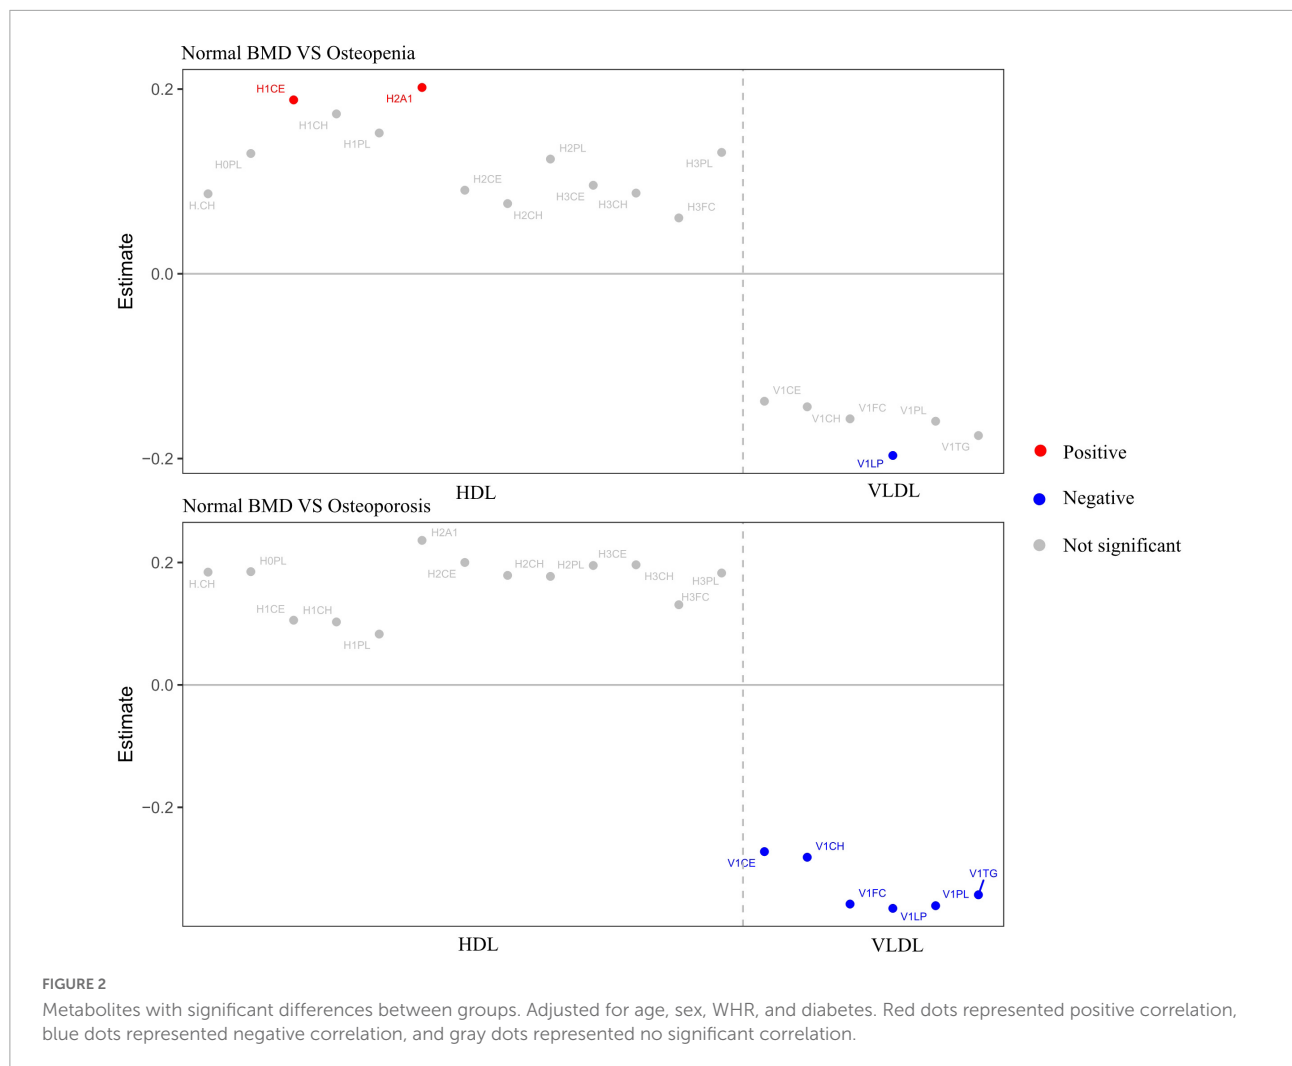 Normal BMD VS Osteopenia
0.2
0.0
−0.2
Estimate
H1CE
H2A1
H1CH
H1PL
H0PL
H.CH
H2CE
H2CH
H2PL
H3CE
H3CH
H3FC
H3PL
V1CE
V1CH
V1FC
V1PL
V1TG
V1LP
HDL
VLDL
Positive
Negative
Not significant
Normal BMD VS Osteoporosis
0.2
0.0
−0.2
Estimate
H.CH
H0PL
H1CE
H1CH
H1PL
H2A1
H2CE
H2CH
H2PL
H3CE
H3CH
H3FC
H3PL
V1CE
V1CH
V1FC
V1LP
V1PL
V1TG
HDL
VLDL
FIGURE 2
Metabolites with significant differences between groups. Adjusted for age, sex, WHR, and diabetes. Red dots represented positive correlation,
blue dots represented negative correlation, and gray dots represented no significant correlation.